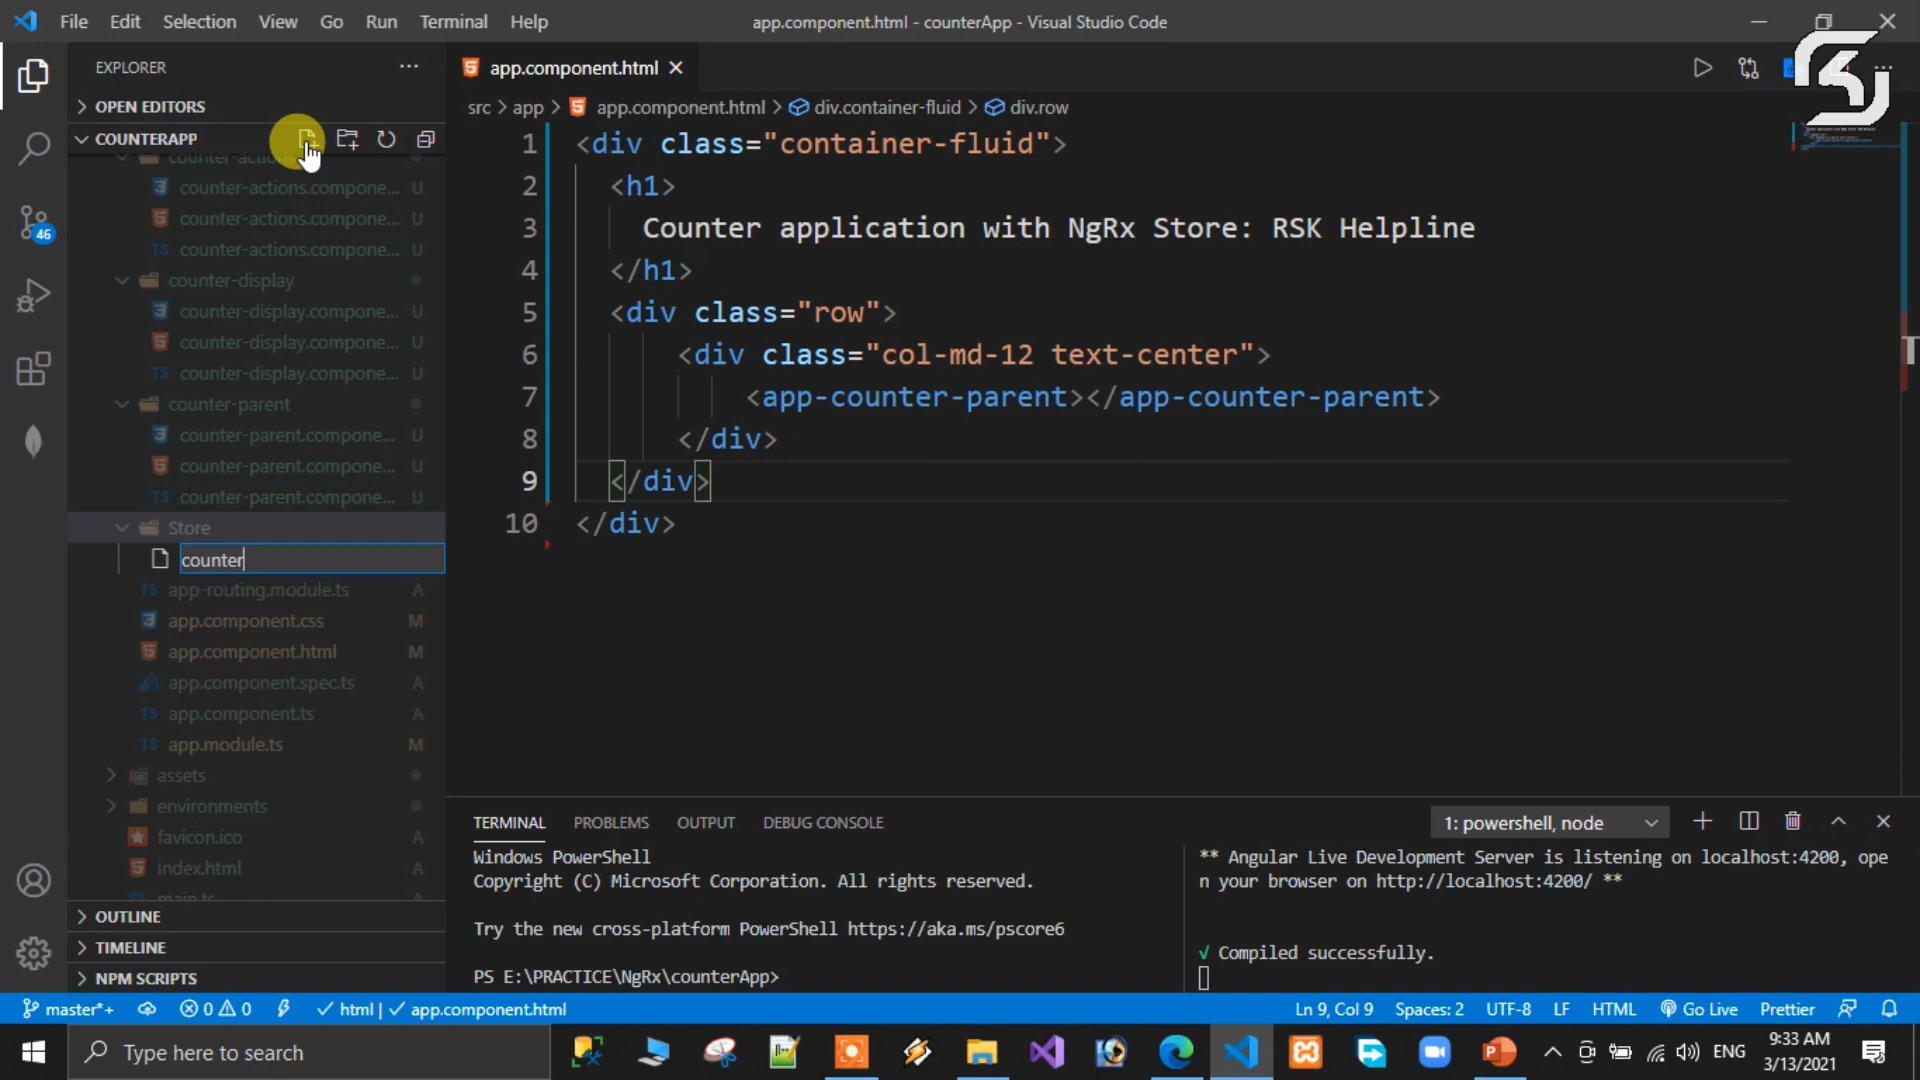 File Edit Selection View Go Run Terminal Help
app.component.html - counterApp - Visual Studio Code
EXPLORER
OPEN EDITORS
COUNTERAPP
counter-action
counter-actions.compone... U
counter-actions.compone... U
TS counter-actions.compone... U
counter-display
counter-display.compone... U
counter-display.compone... U
TS counter-display.compone... U
counter-parent
counter-parent.compone... U
counter-parent.compone... U
TS counter-parent.compone... U
Store
counter
TS app-routing.module.ts A
app.component.css M
app.component.html M
app.component.spec.ts A
TS app.component.ts A
TS app.module.ts M
assets
environments
favicon.ico A
index.html A
main.ts
OUTLINE
TIMELINE
NPM SCRIPTS
46
app.component.html
src > app > app.component.html > div.container-fluid > div.row
1 <div class="container-fluid">
2 <h1>
3 Counter application with NgRx Store: RSK Helpline
4 </h1>
5 <div class="row">
6 <div class="col-md-12 text-center">
7 <app-counter-parent></app-counter-parent>
8 </div>
9 </div>
10 </div>
TERMINAL PROBLEMS OUTPUT DEBUG CONSOLE
1: powershell, node
Windows PowerShell
Copyright (C) Microsoft Corporation. All rights reserved.
Try the new cross-platform PowerShell https://aka.ms/pscore6
PS E:\PRACTICE\NgRx\counterApp>
** Angular Live Development Server is listening on localhost:4200, ope
n your browser on http://localhost:4200/ **
√ Compiled successfully.
master*+ 0 0 html | app.component.html
Ln 9, Col 9 Spaces: 2 UTF-8 LF HTML Go Live Prettier
Type here to search
ENG
9:33 AM
3/13/2021